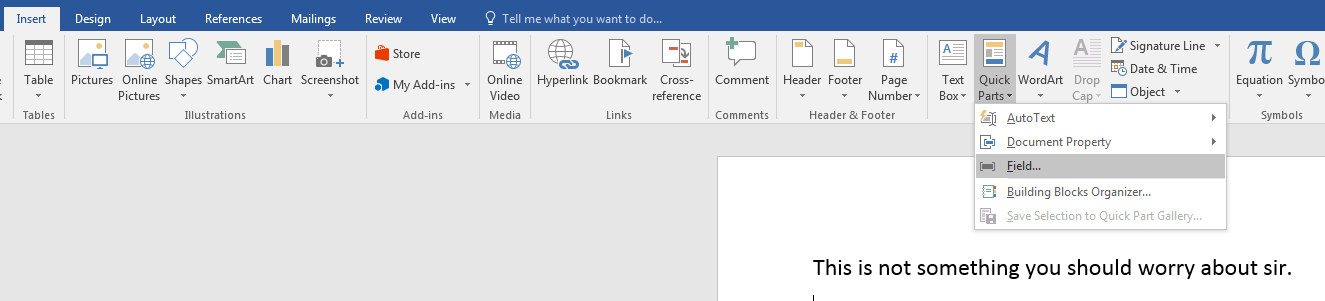 Insert Design Layout References Mailings Review View Tell me what you want to do...
Table
Pictures
Online Pictures
Shapes
SmartArt
Chart
Screenshot
Store
My Add-ins
Online Video
Hyperlink
Bookmark
Cross-reference
Comment
Header
Footer
Page Number
Text Box
Quick Parts
WordArt
Drop Cap
Signature Line
Date & Time
Object
Equation
Symbo
Tables Illustrations Add-ins Media Links Comments Header & Footer Symbols
AutoText
Document Property
Field...
Building Blocks Organizer...
Save Selection to Quick Part Gallery...
This is not something you should worry about sir.